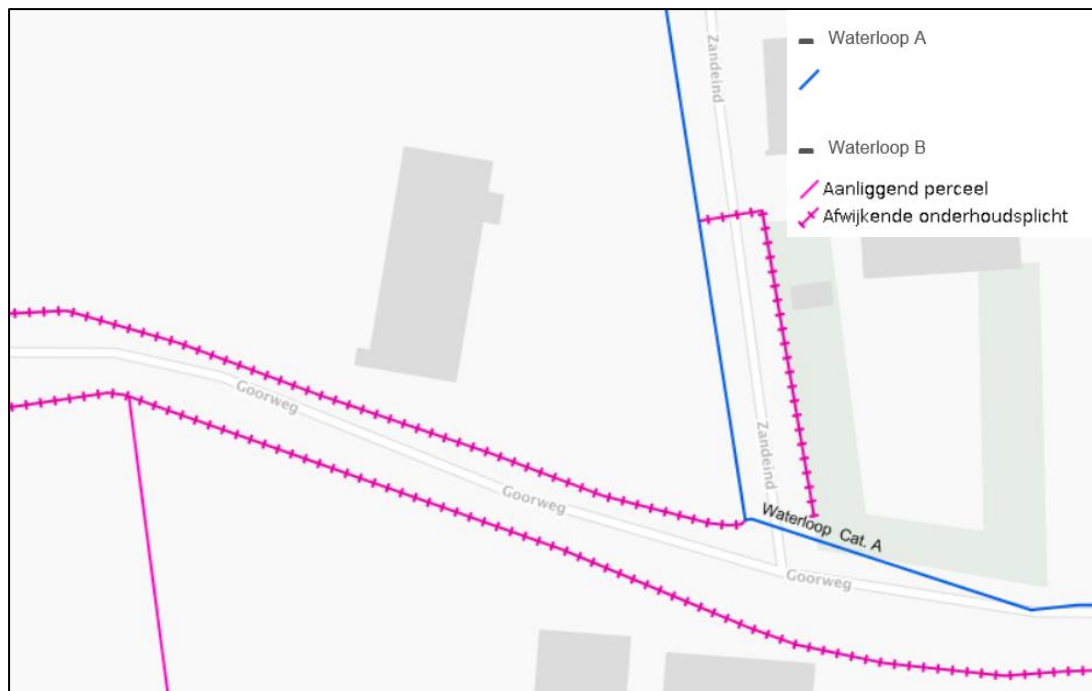 Zandeind
Waterloop A
Waterloop B
Aanliggend perceel
Afwijkende onderhoudsplicht
Goorweg
Zandeind
Goorweg
Waterloop Cat. A
Goorweg